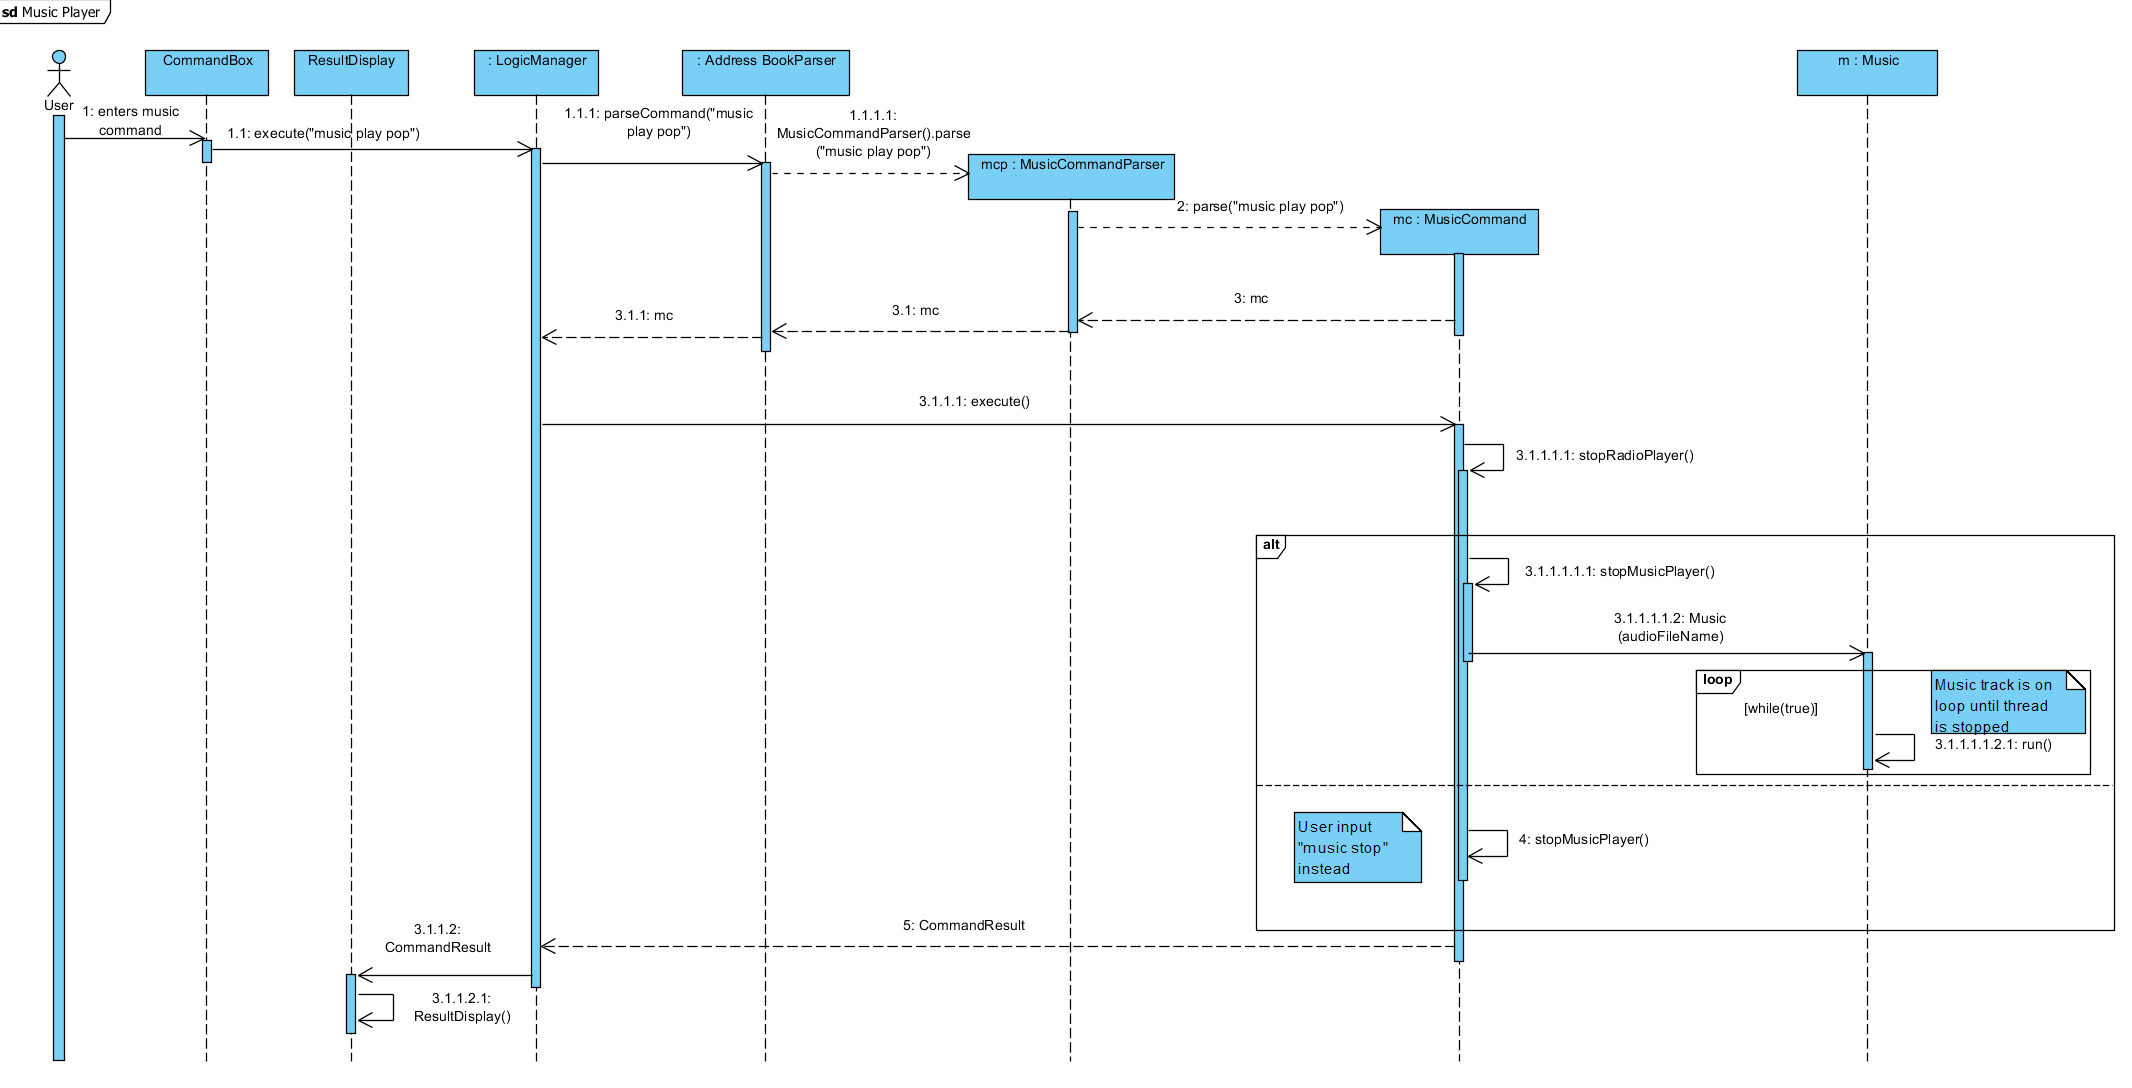 sd Music Player
User
CommandBox
ResultDisplay
: LogicManager
: Address BookParser
m : Music
1: enters music
command
1.1: execute("music play pop")
1.1.1: parseCommand("music
play pop")
1.1.1.1:
MusicCommandParser().parse
("music play pop")
mcp : MusicCommandParser
2: parse("music play pop")
mc : MusicCommand
3: mc
3.1: mc
3.1.1: mc
3.1.1.1: execute()
3.1.1.1.1: stopRadioPlayer()
alt
3.1.1.1.1.1: stopMusicPlayer()
3.1.1.1.1.2: Music
(audioFileName)
loop
[while(true)]
Music track is on
loop until thread
is stopped
3.1.1.1.1.2.1: run()
User input
"music stop"
instead
4: stopMusicPlayer()
5: CommandResult
3.1.1.2:
CommandResult
3.1.1.2.1:
ResultDisplay()